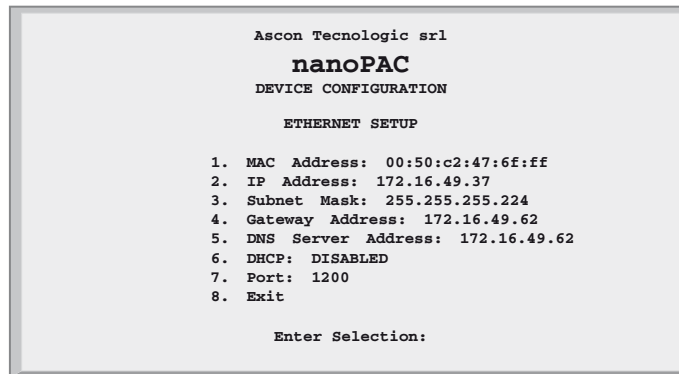 Ascon Tecnologic srl
nanoPAC
DEVICE CONFIGURATION
ETHERNET SETUP
1. MAC Address: 00:50:c2:47:6f:ff
2. IP Address: 172.16.49.37
3. Subnet Mask: 255.255.255.224
4. Gateway Address: 172.16.49.62
5. DNS Server Address: 172.16.49.62
6. DHCP: DISABLED
7. Port: 1200
8. Exit
Enter Selection: